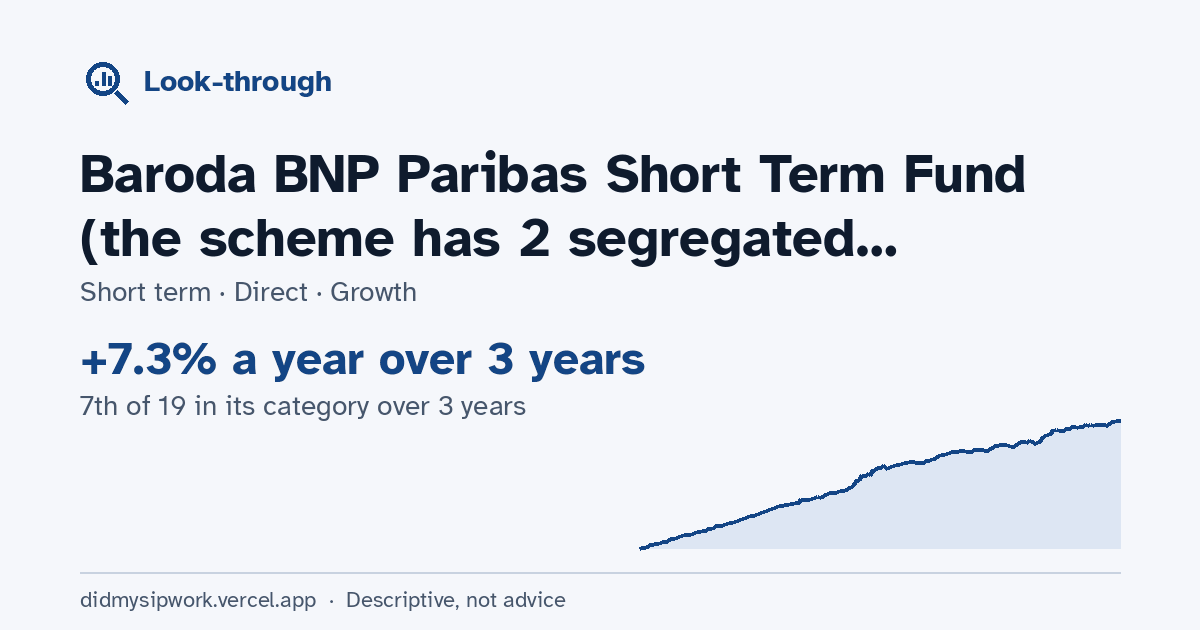 Look-through
Baroda BNP Paribas Short Term Fund
(the scheme has 2 segregated...
Short term · Direct · Growth
+7.3% a year over 3 years
7th of 19 in its category over 3 years
didmysipwork.vercel.app · Descriptive, not advice